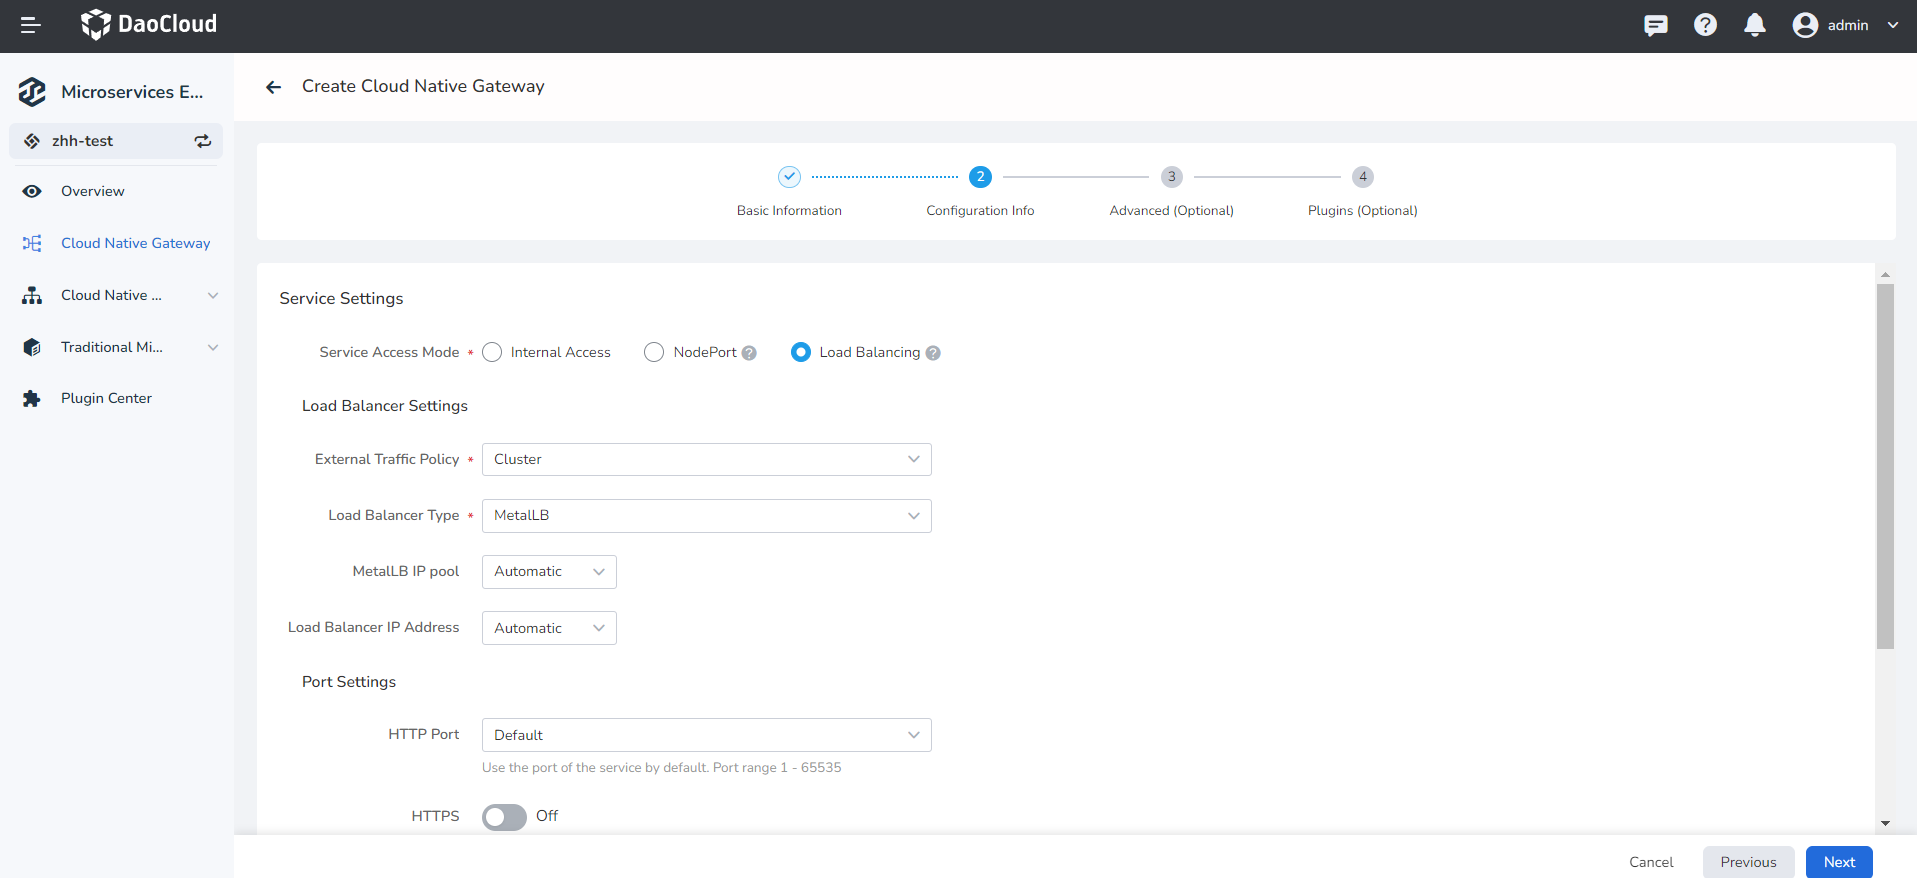 DaoCloud
admin
Microservices E...
zhh-test
Overview
Cloud Native Gateway
Cloud Native ...
Traditional Mi...
Plugin Center
Create Cloud Native Gateway
2
3
4
Basic Information
Configuration Info
Advanced (Optional)
Plugins (Optional)
Service Settings
Service Access Mode * Internal Access NodePort ? Load Balancing ?
Load Balancer Settings
External Traffic Policy * Cluster
Load Balancer Type * MetalLB
MetalLB IP pool Automatic
Load Balancer IP Address Automatic
Port Settings
HTTP Port Default
Use the port of the service by default. Port range 1 - 65535
HTTPS Off
Cancel Previous Next